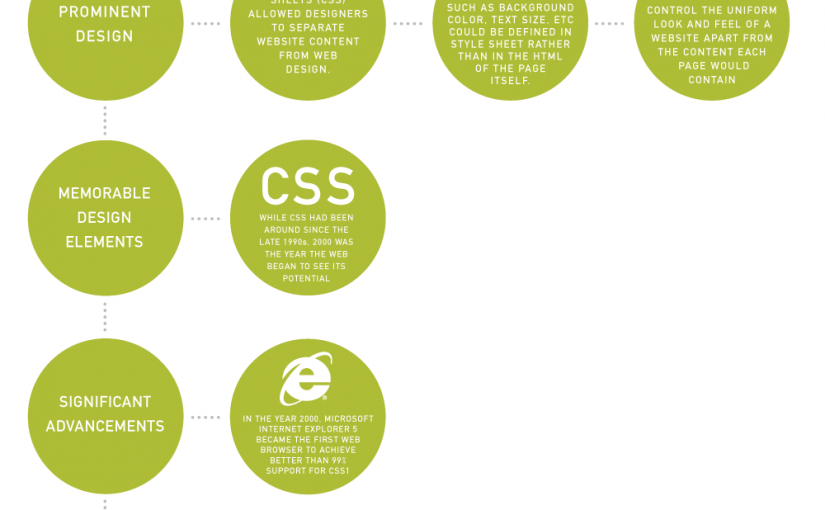 PROMINENT
DESIGN
SHEETS (CSS)
ALLOWED DESIGNERS
TO SEPARATE
WEBSITE CONTENT
FROM WEB
DESIGN.
SUCH AS BACKGROUND
COLOR, TEXT SIZE, ETC
COULD BE DEFINED IN
STYLE SHEET RATHER
THAN IN THE HTML
OF THE PAGE
ITSELF.
CONTROL THE UNIFORM
LOOK AND FEEL OF A
WEBSITE APART FROM
THE CONTENT EACH
PAGE WOULD
CONTAIN
MEMORABLE
DESIGN
ELEMENTS
CSS
WHILE CSS HAD BEEN
AROUND SINCE THE
LATE 1990s, 2000 WAS
THE YEAR THE WEB
BEGAN TO SEE ITS
POTENTIAL
SIGNIFICANT
ADVANCEMENTS
IN THE YEAR 2000, MICROSOFT
INTERNET EXPLORER 5
BECAME THE FIRST WEB
BROWSER TO ACHIEVE
BETTER THAN 99%
SUPPORT FOR CSS1